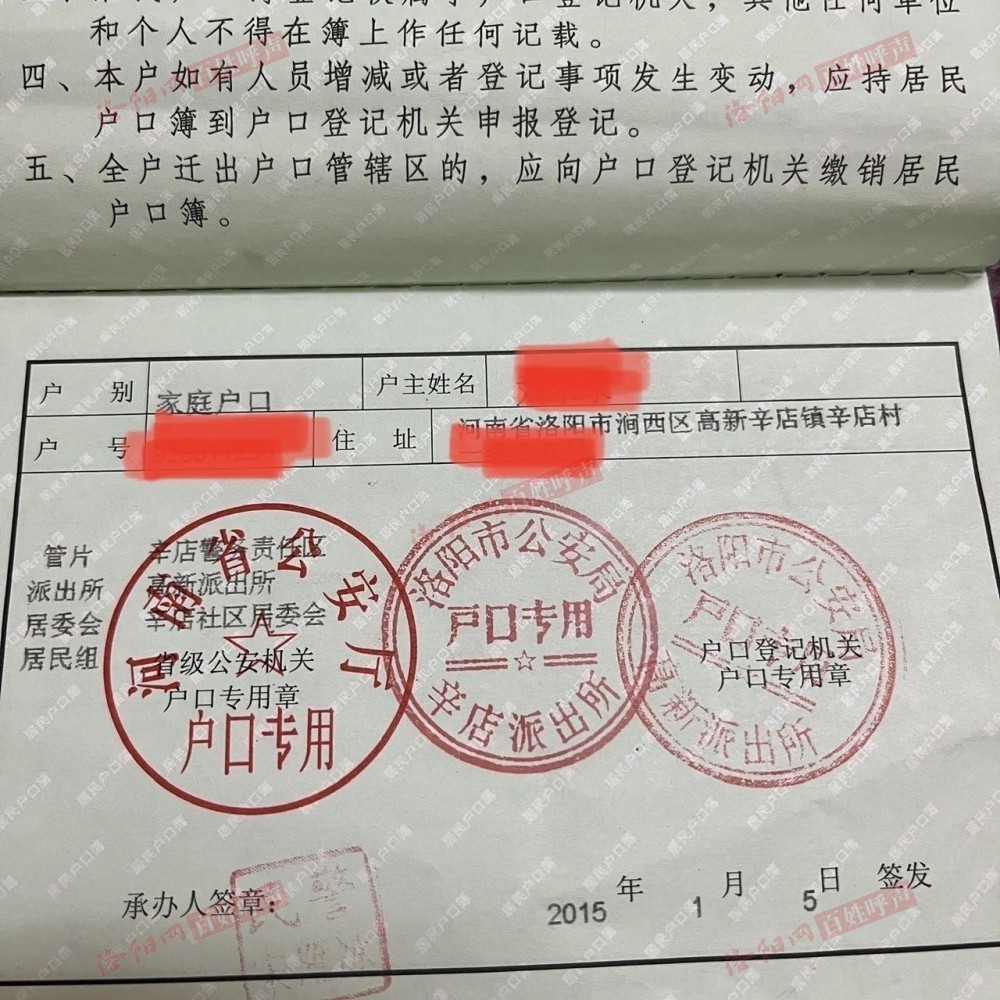 和个人不得在簿上作任何记载。
四、本户如有人员增减或者登记事项发生变动，应持居民
户口簿到户口登记机关申报登记。
五、全户迁出户口管辖区的，应向户口登记机关缴销居民
户口簿。
户 别 家庭户口 户主姓名
户 号 住 址 河南省洛阳市涧西区高新辛店镇辛店村
管片 辛店警务责任区
派出所 高新派出所
居委会 辛店社区居委会
居民组
省级公安机关
户口专用章
河南省公安厅
户口专用
洛阳市公安局
户口专用
辛店派出所
洛阳市公安局
户口专用
高新派出所
户口登记机关
户口专用章
承办人签章：
2015 年 1 月 5 日 签发
洛阳网百姓呼声
居民户口簿